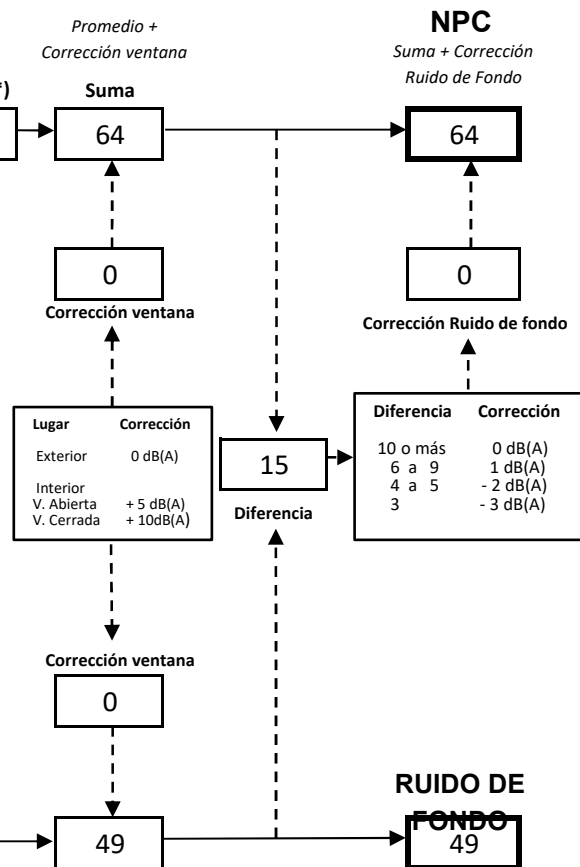 Promedio +
Corrección ventana
NPC
Suma + Corrección
Ruido de Fondo
Suma
64
64
0
0
Corrección ventana
Corrección Ruido de fondo
Lugar Corrección
Exterior 0 dB(A)
Interior
V. Abierta + 5 dB(A)
V. Cerrada + 10dB(A)
15
Diferencia
Diferencia Corrección
10 o más 0 dB(A)
6 a 9 1 dB(A)
4 a 5 - 2 dB(A)
3 - 3 dB(A)
Corrección ventana
0
RUIDO DE
FONDO
49
49